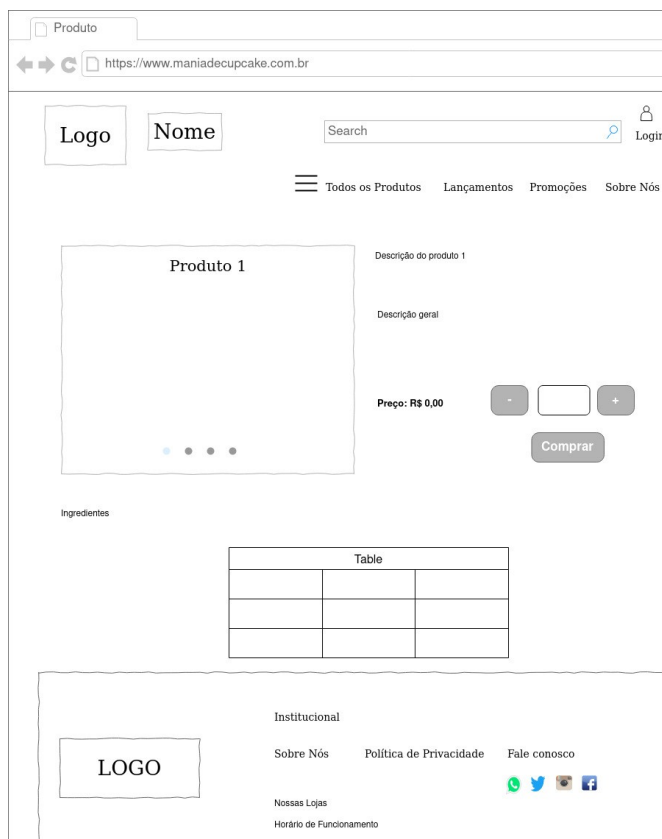 Produto
https://www.maniadecupcake.com.br
Logo
Nome
Search
Login
Todos os Produtos Lançamentos Promoções Sobre Nós
Produto 1
Descrição do produto 1
Descrição geral
Preço: R$ 0,00
-
+
Comprar
Ingredientes
Table
Institucional
Sobre Nós Política de Privacidade Fale conosco
LOGO
Nossas Lojas
Horário de Funcionamento